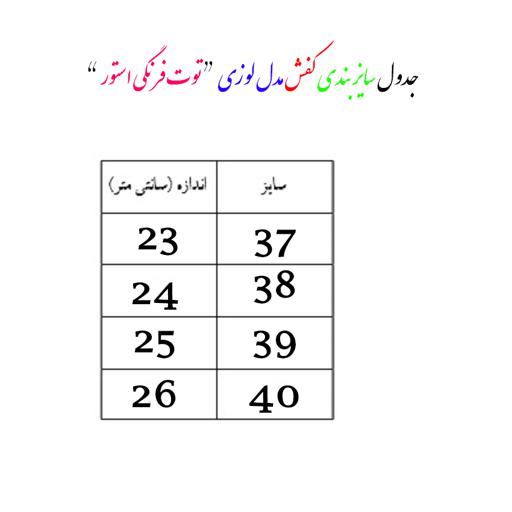 جدول سایزبندی کفش مدل لوزی "توت فرنگی استور"
سایز اندازه (سانتی متر)
37 23
38 24
39 25
40 26